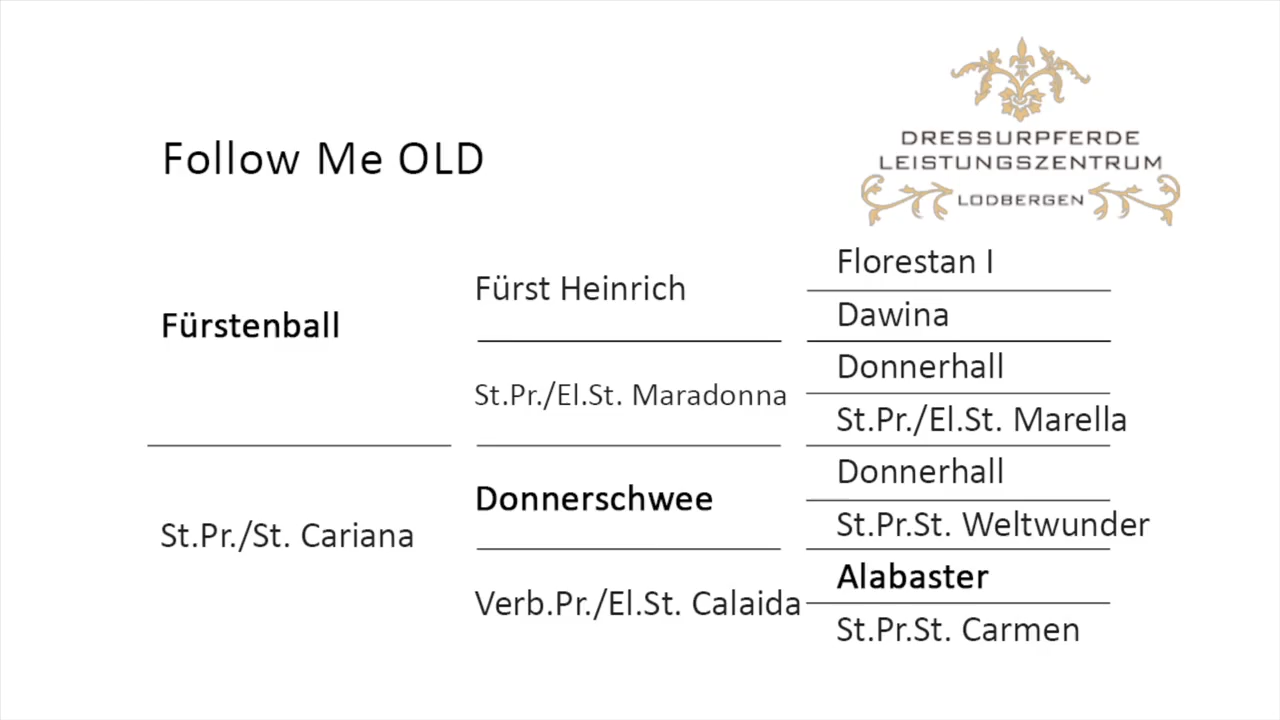 Follow Me OLD
DRESSURPFERDE
LEISTUNGSZENTRUM
LODBERGEN
Fürstenball
St.Pr./St. Cariana
Fürst Heinrich
St.Pr./El.St. Maradonna
Donnerschwee
Verb.Pr./El.St. Calaida
Florestan I
Dawina
Donnerhall
St.Pr./El.St. Marella
Donnerhall
St.Pr.St. Weltwunder
Alabaster
St.Pr.St. Carmen